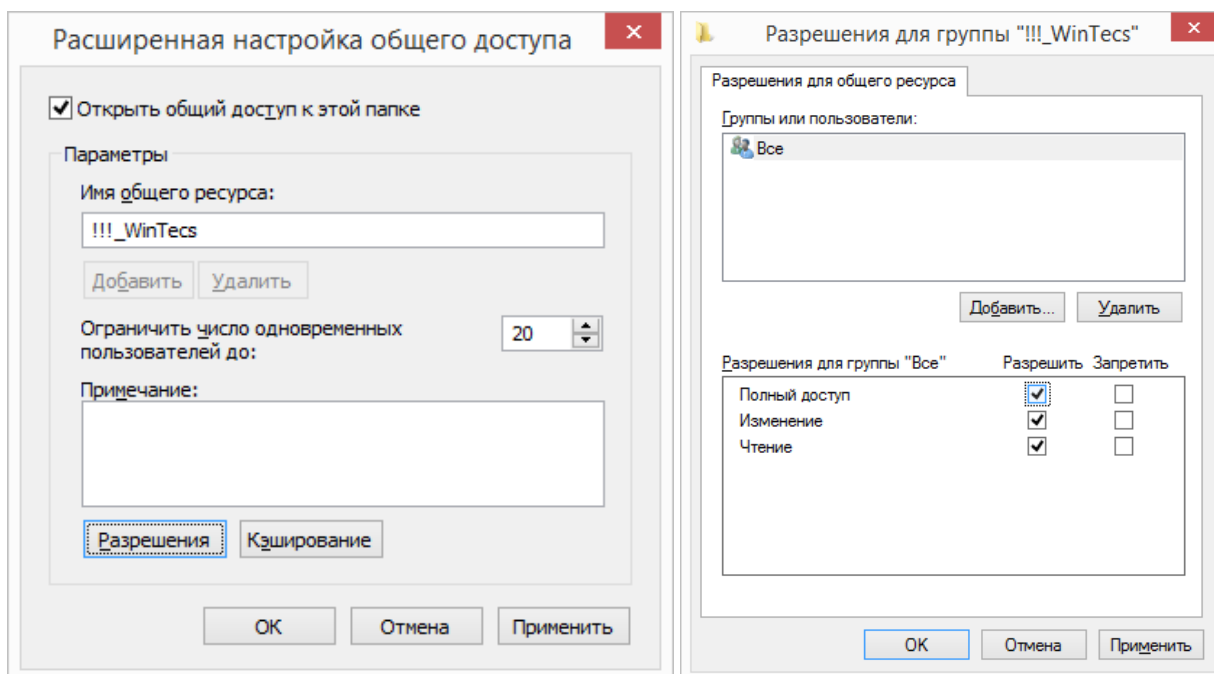 Расширенная настройка общего доступа
Открыть общий доступ к этой папке
Параметры
Имя общего ресурса:
!!!_WinTecs
Добавить Удалить
Ограничить число одновременных
пользователей до:
20
Примечание:
Разрешения Кэширование
ОК Отмена Применить
Разрешения для группы "!!!_WinTecs"
Разрешения для общего ресурса
Группы или пользователи:
Все
Добавить... Удалить
Разрешения для группы "Все" Разрешить Запретить
Полный доступ
Изменение
Чтение
ОК Отмена Применить